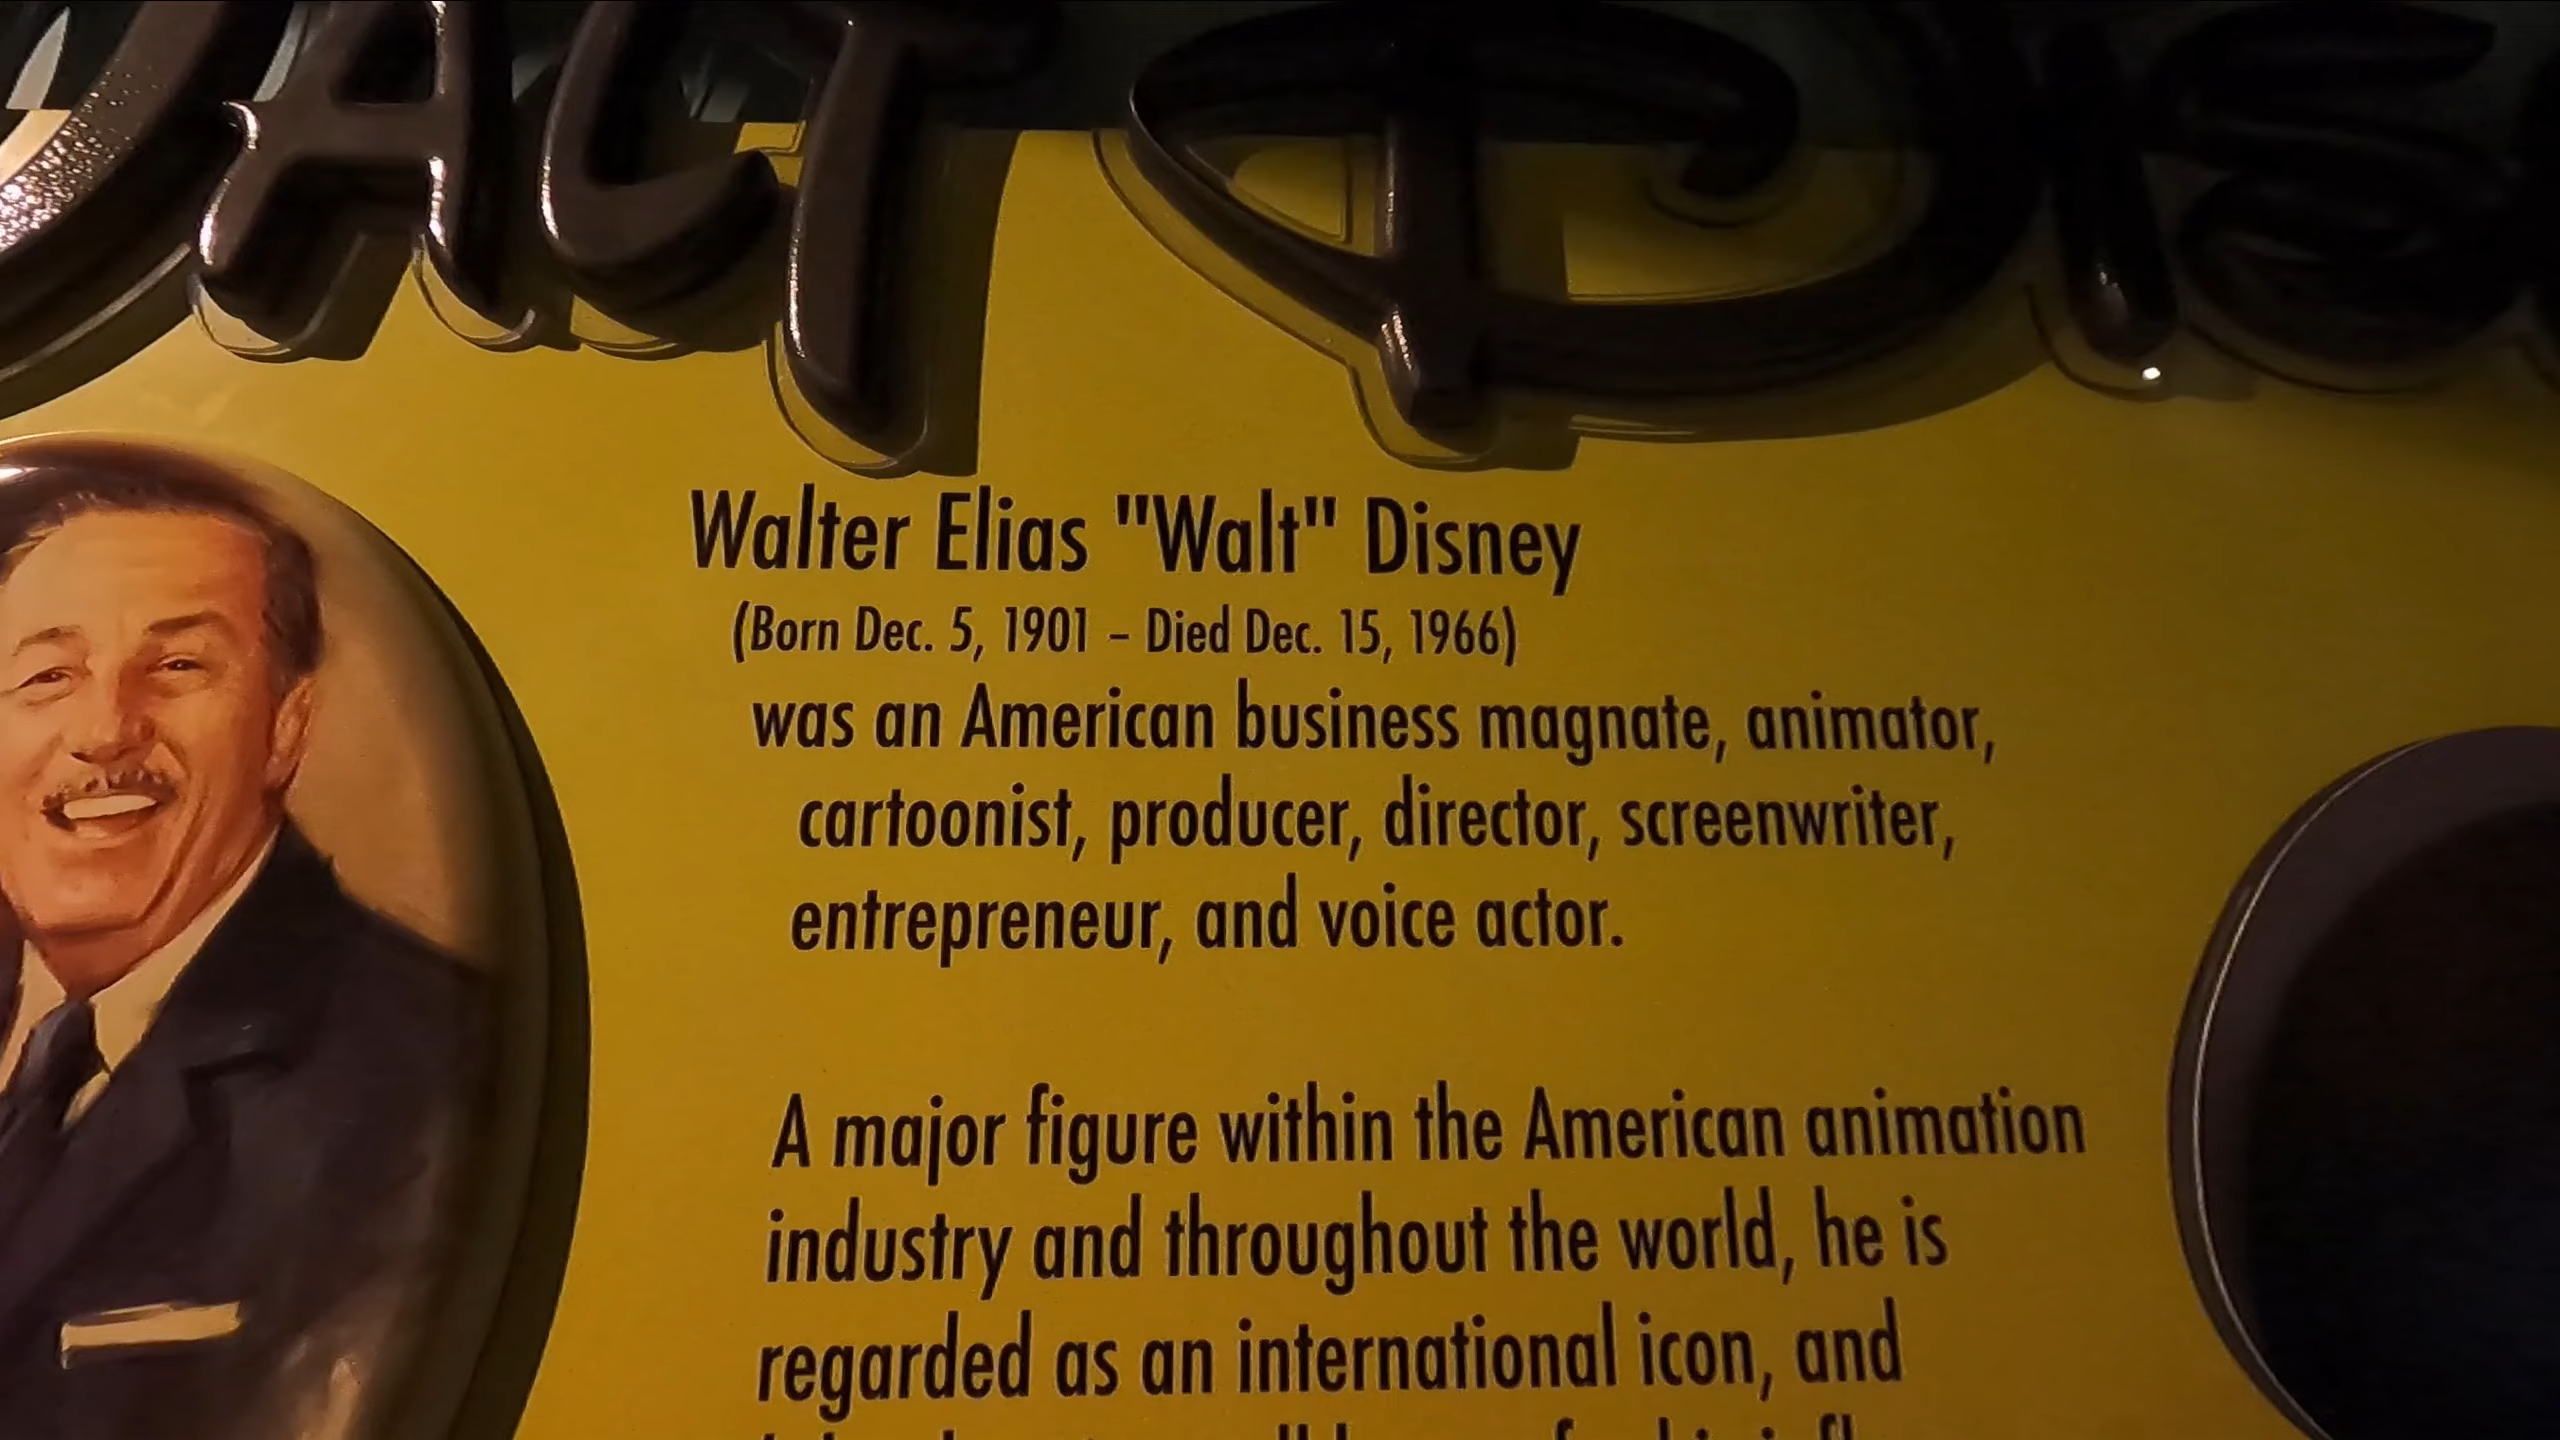 Walt Dis
Walter Elias "Walt" Disney
(Born Dec. 5, 1901 – Died Dec. 15, 1966)
was an American business magnate, animator,
cartoonist, producer, director, screenwriter,
entrepreneur, and voice actor.
A major figure within the American animation
industry and throughout the world, he is
regarded as an international icon, and